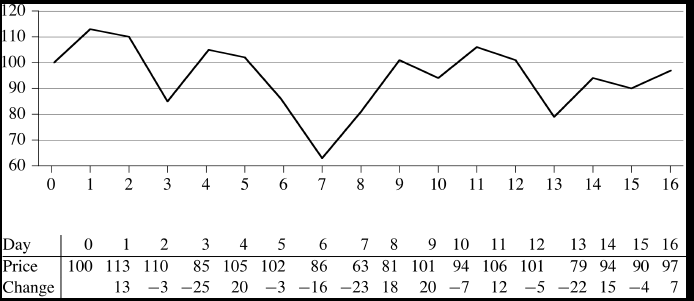 120
110
100
90
80
70
60
0 1 2 3 4 5 6 7 8 9 10 11 12 13 14 15 16
Day 0 1 2 3 4 5 6 7 8 9 10 11 12 13 14 15 16
Price 100 113 110 85 105 102 86 63 81 101 94 106 101 79 94 90 97
Change 13 −3 −25 20 −3 −16 −23 18 20 −7 12 −5 −22 15 −4 7